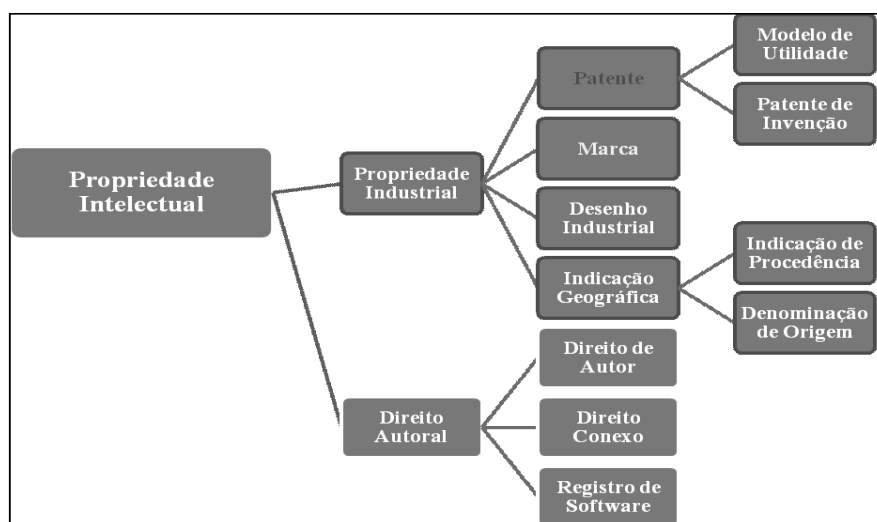 Propriedade
Intelectual
Propriedade
Industrial
Patente
Modelo de
Utilidade
Patente de
Invenção
Marca
Desenho
Industrial
Indicação
Geográfica
Indicação de
Procedência
Denominação
de Origem
Direito
Autoral
Direito de
Autor
Direito
Conexo
Registro de
Software